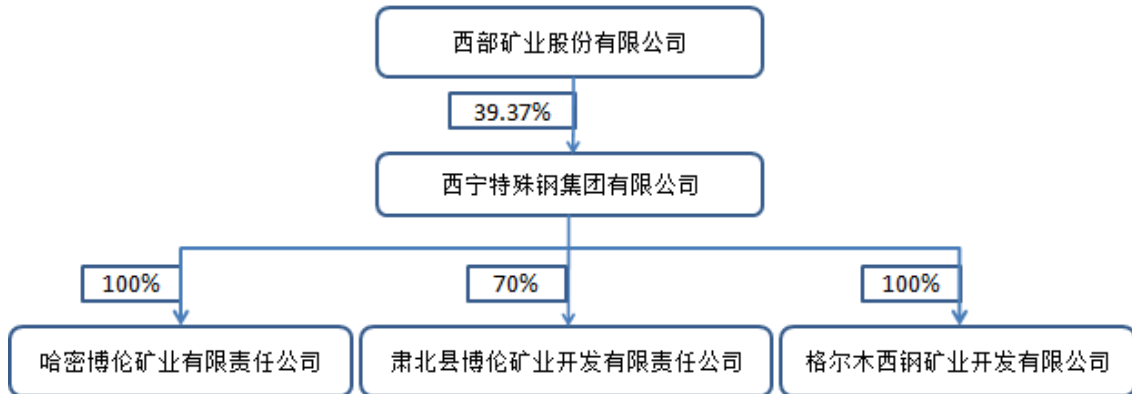 西部矿业股份有限公司
39.37%
西宁特殊钢集团有限公司
100%
70%
100%
哈密博伦矿业有限责任公司
肃北县博伦矿业开发有限责任公司
格尔木西钢矿业开发有限公司